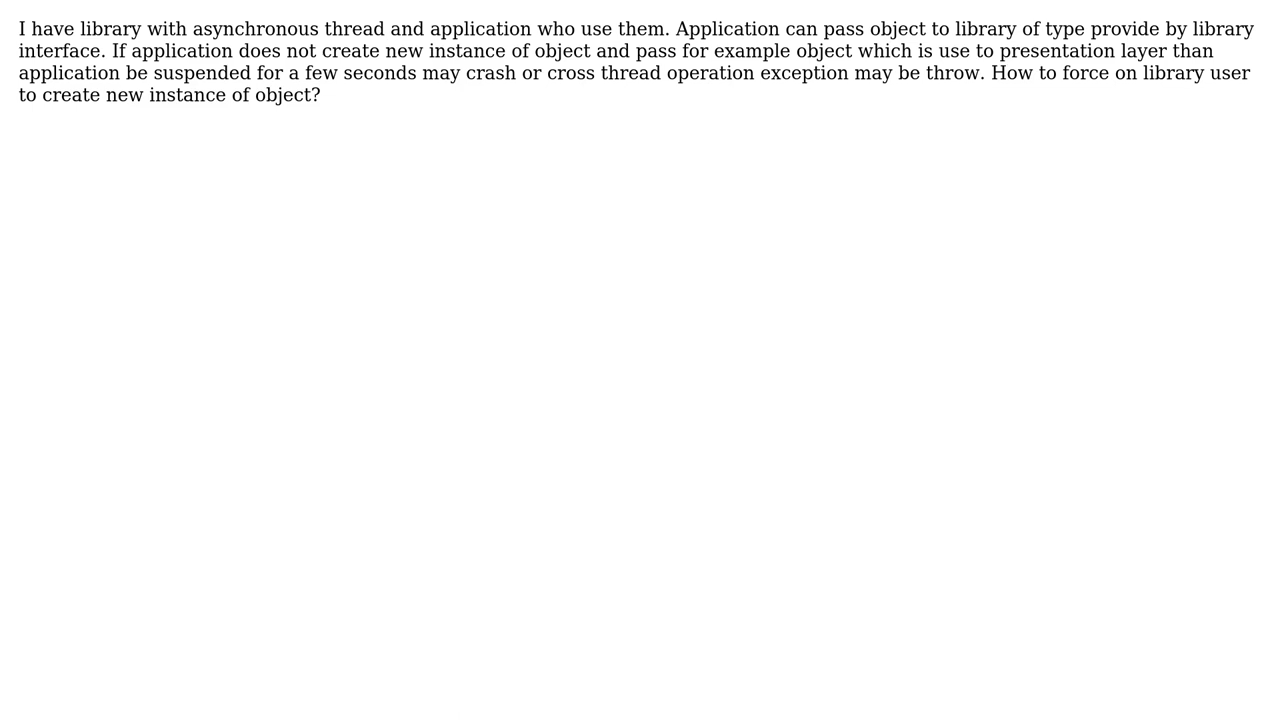 I have library with asynchronous thread and application who use them. Application can pass object to library of type provide by library
interface. If application does not create new instance of object and pass for example object which is use to presentation layer than
application be suspended for a few seconds may crash or cross thread operation exception may be throw. How to force on library user
to create new instance of object?